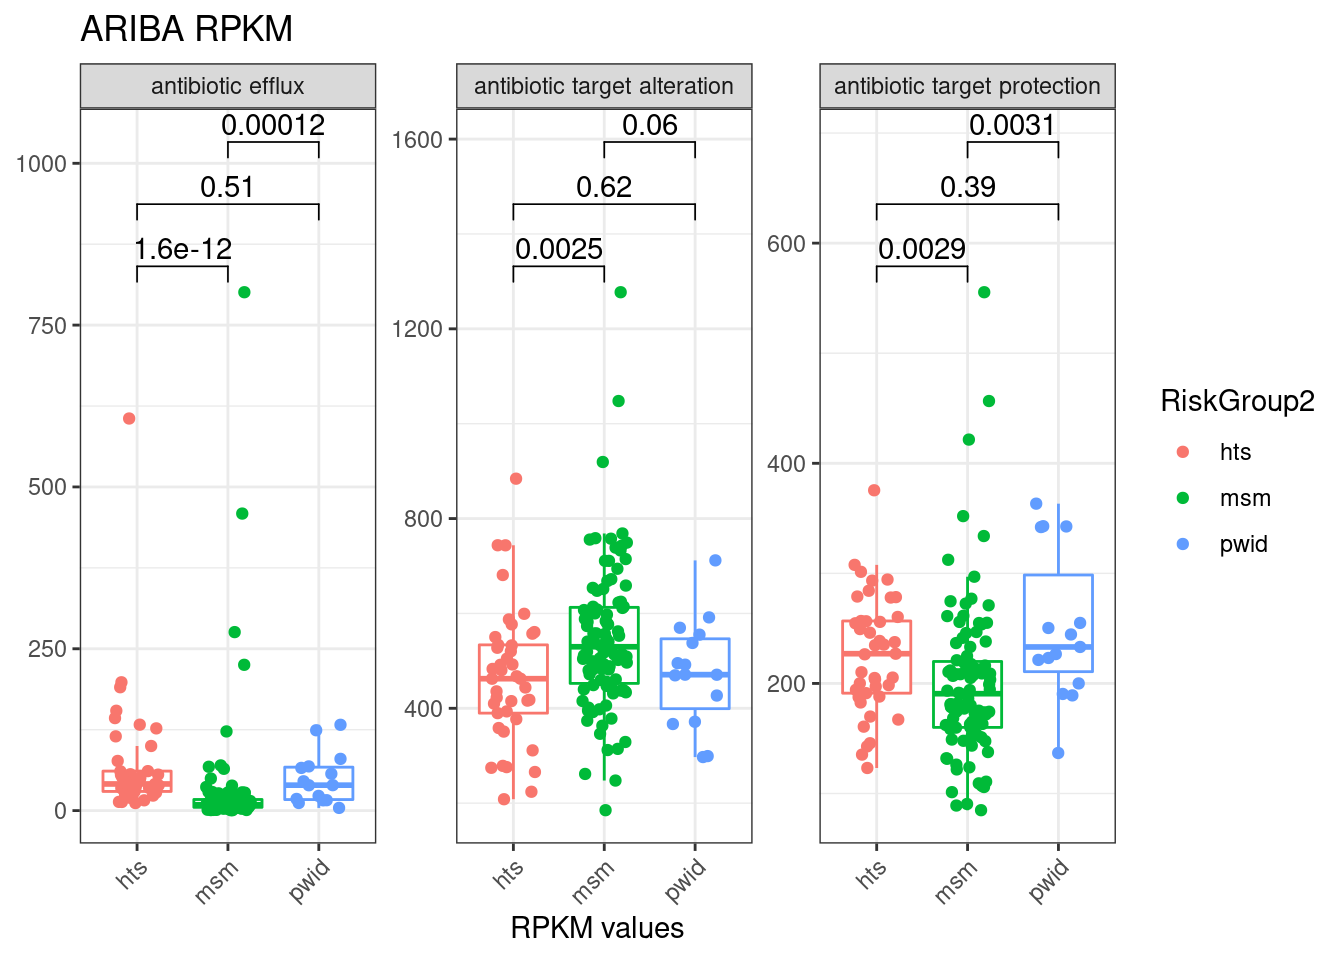 ARIBA RPKM
antibiotic efflux
antibiotic target alteration
antibiotic target protection
0.00012
0.51
1.6e-12
0.06
0.62
0.0025
0.0031
0.39
0.0029
1000
750
500
250
0
1600
1200
800
400
600
400
200
hts
msm
pwid
hts
msm
pwid
hts
msm
pwid
RPKM values
RiskGroup2
hts
msm
pwid